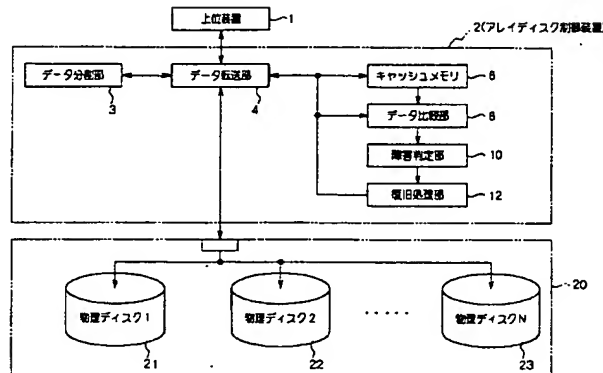 上位装置
1
2(アレイディスク制御装置)
データ分配部
3
データ転送部
4
キャッシュメモリ
6
データ比較部
8
障害判定部
10
復旧処理部
12
20
物理ディスク1
21
物理ディスク2
22
・・・・・
物理ディスクN
23